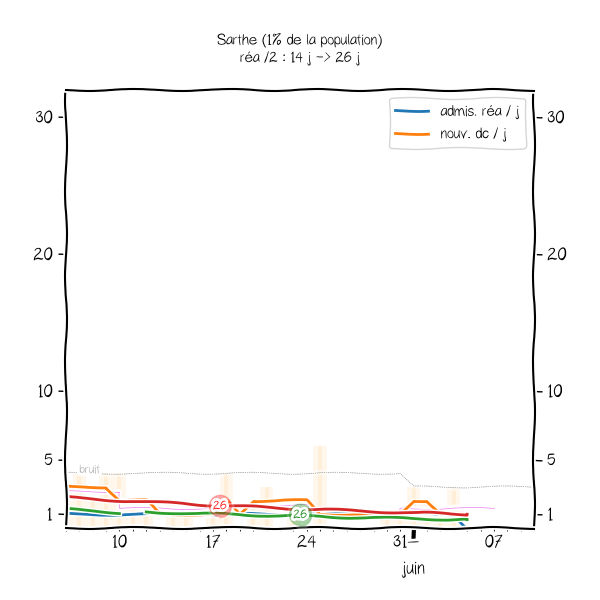 Sarthe (1% de la population)
réa /2 : 14 j -> 26 j
30
30
admis. réa / j
nouv. dc / j
20
20
10
10
5
5
bruit
26
26
1
1
10
17
24
31
07
juin